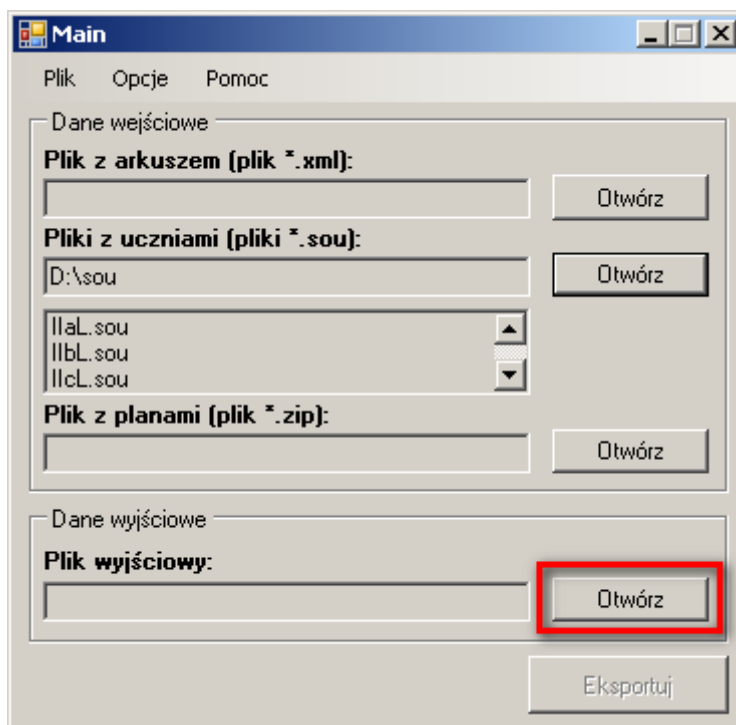 Main
Plik Opcje Pomoc
Dane wejściowe
Plik z arkuszem (plik *.xml):
Otwórz
Pliki z uczniami (pliki *.sou):
D:\sou
Otwórz
IIaL.sou
IIbL.sou
IIcL.sou
Plik z planami (plik *.zip):
Otwórz
Dane wyjściowe
Plik wyjściowy:
Otwórz
Eksportuj